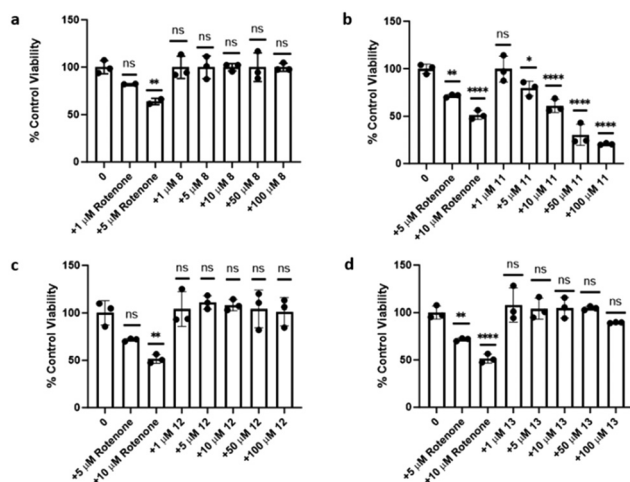 a
ns
ns
**
ns
ns
ns
ns
ns
150
100
50
0
% Control Viability
0
+1 μM Rotenone
+5 μM Rotenone
+1 μM 8
+5 μM 8
+10 μM 8
+50 μM 8
+100 μM 8
b
ns
*
**
****
****
****
****
150
100
50
0
% Control Viability
0
+5 μM Rotenone
+10 μM Rotenone
+1 μM 11
+5 μM 11
+10 μM 11
+50 μM 11
+100 μM 11
c
ns
**
ns
ns
ns
ns
ns
150
100
50
0
% Control Viability
0
+5 μM Rotenone
+10 μM Rotenone
+1 μM 12
+5 μM 12
+10 μM 12
+50 μM 12
+100 μM 12
d
**
****
ns
ns
ns
ns
ns
150
100
50
0
% Control Viability
0
+5 μM Rotenone
+10 μM Rotenone
+1 μM 13
+5 μM 13
+10 μM 13
+50 μM 13
+100 μM 13